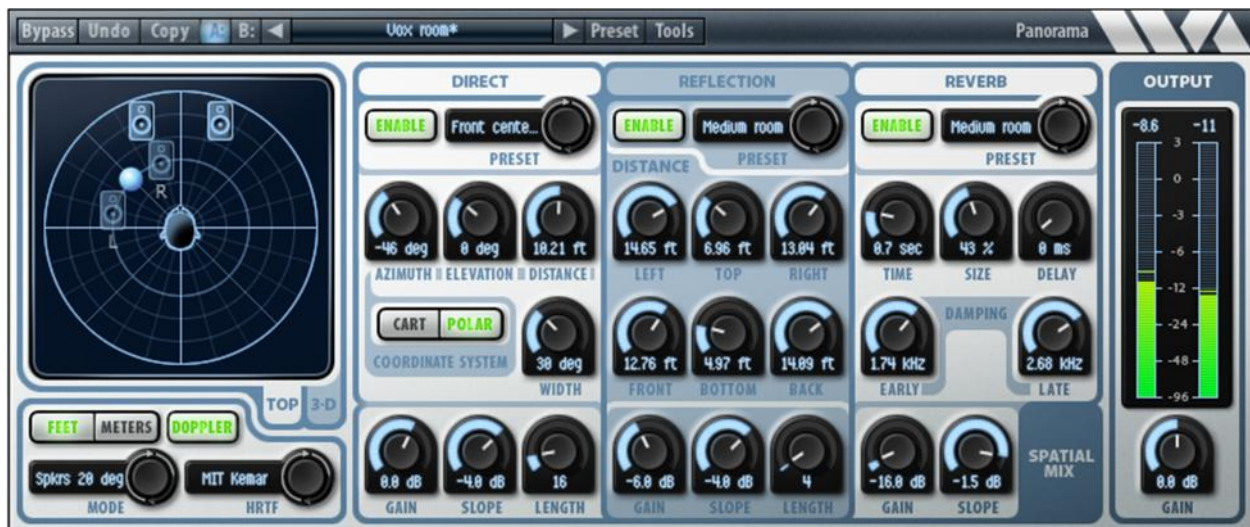 Bypass Undo Copy A: B: Vox room* Preset Tools Panorama
DIRECT REFLECTION REVERB OUTPUT
ENABLE Front cente... ENABLE Medium room ENABLE Medium room -8.6 -11
PRESET PRESET PRESET
DISTANCE
3
0
-3
-6
-12
-24
-48
-96
R
L
-46 deg 0 deg 10.21 ft 14.65 ft 6.96 ft 13.04 ft 0.7 sec 43 % 0 ms
AZIMUTH ELEVATION DISTANCE LEFT TOP RIGHT TIME SIZE DELAY
CART POLAR DAMPING
COORDINATE SYSTEM
30 deg 12.76 ft 4.97 ft 14.09 ft 1.74 kHz 2.68 kHz
WIDTH FRONT BOTTOM BACK EARLY LATE
TOP 3-D
FEET METERS DOPPLER
Spkrs 20 deg MIT Kemar
MODE HRTF
0.0 dB -4.0 dB 16 -6.0 dB -4.0 dB 4 -16.0 dB -1.5 dB 0.0 dB
GAIN SLOPE LENGTH GAIN SLOPE LENGTH GAIN SLOPE GAIN
SPATIAL
MIX